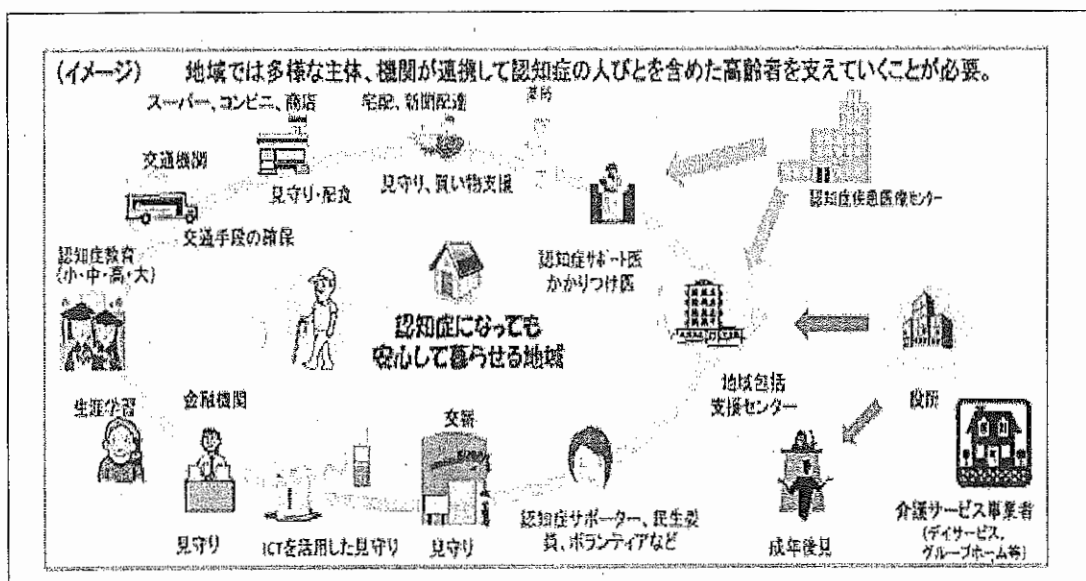 (イメージ) 地域では多様な主体、機関が連携して認知症の人びとを含めた高齢者を支えていくことが必要。
スーパー、コンビニ、商店
宅配、新聞配達
薬局
交通機関
見守り・配食
見守り、買い物支援
認知症疾患医療センター
交通手段の確保
認知症教育
(小・中・高・大)
認知症サポート医
かかりつけ医
認知症になっても
安心して暮らせる地域
地域包括
支援センター
役所
生涯学習
金融機関
交番
認知症サポーター、民生委
員、ボランティアなど
介護サービス事業者
(デイサービス、
グループホーム等)
見守り
ICTを活用した見守り
見守り
成年後見